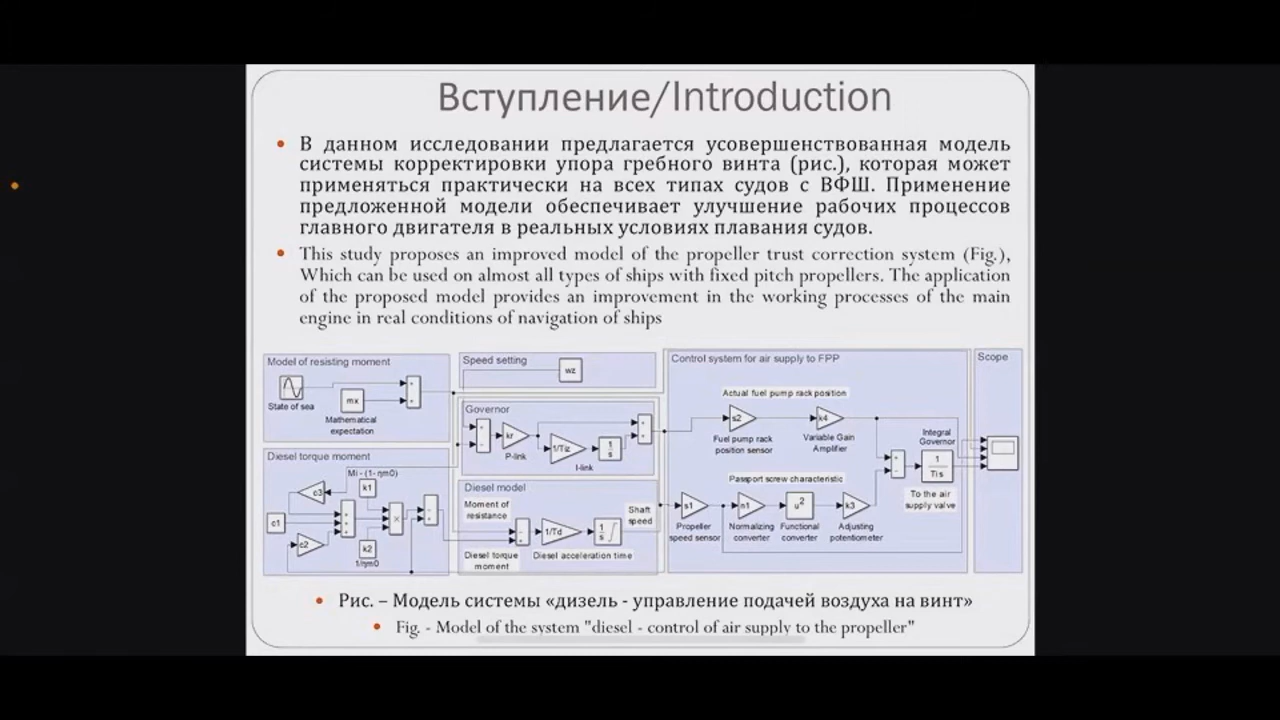 Вступление/Introduction
В данном исследовании предлагается усовершенствованная модель
системы корректировки упора гребного винта (рис.), которая может
применяться практически на всех типах судов с ВФШ. Применение
предложенной модели обеспечивает улучшение рабочих процессов
главного двигателя в реальных условиях плавания судов.
This study proposes an improved model of the propeller trust correction system (Fig.),
Which can be used on almost all types of ships with fixed pitch propellers. The application
of the proposed model provides an improvement in the working processes of the main
engine in real conditions of navigation of ships
Model of resisting moment
State of sea
mx
Mathematical
expectation
Diesel torque moment
Mi - (1- ηm0)
c3
k1
c1
c2
k2
1/ηm0
Speed setting
wz
Governor
kr
P-link
1/Tiz
I-link
1
s
Diesel model
Moment of
resistance
1/Td
1
s
Shaft
speed
Diesel torque
moment
Diesel acceleration time
Control system for air supply to FPP
Actual fuel pump rack position
s2
k4
Fuel pump rack
position sensor
Variable Gain
Amplifier
Integral
Governor
1
Tis
To the air
supply valve
Passport screw characteristic
s1
n1
u²
k3
Propeller
speed sensor
Normalizing
converter
Functional
converter
Adjusting
potentiometer
Scope
Рис. – Модель системы «дизель - управление подачей воздуха на винт»
Fig. - Model of the system "diesel - control of air supply to the propeller"